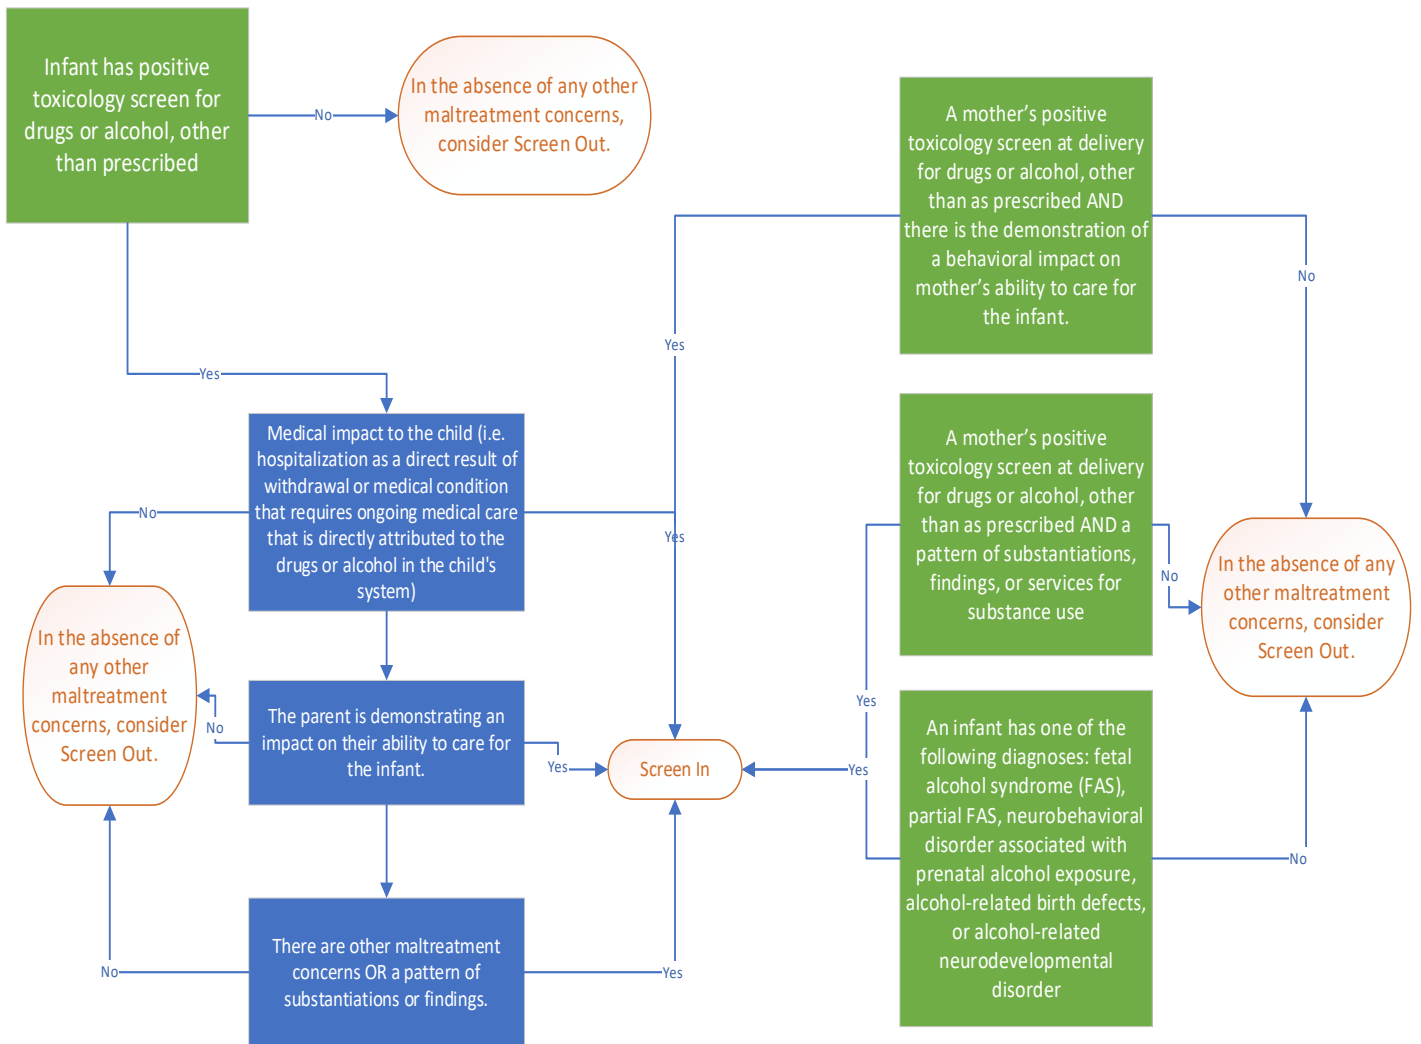 Infant has positive
toxicology screen for
drugs or alcohol, other
than prescribed
No
In the absence of any other
maltreatment concerns,
consider Screen Out.
Yes
Medical impact to the child (i.e.
hospitalization as a direct result of
withdrawal or medical condition
that requires ongoing medical care
that is directly attributed to the
drugs or alcohol in the child's
system)
No
Yes
In the absence of
any other
maltreatment
concerns, consider
Screen Out.
The parent is demonstrating an
impact on their ability to care for
the infant.
No
Yes
There are other maltreatment
concerns OR a pattern of
substantiations or findings.
No
Yes
Screen In
A mother’s positive
toxicology screen at delivery
for drugs or alcohol, other
than as prescribed AND
there is the demonstration of
a behavioral impact on
mother’s ability to care for
the infant.
Yes
No
A mother’s positive
toxicology screen at delivery
for drugs or alcohol, other
than as prescribed AND a
pattern of substantiations,
findings, or services for
substance use
Yes
No
In the absence of any
other maltreatment
concerns, consider
Screen Out.
An infant has one of the
following diagnoses: fetal
alcohol syndrome (FAS),
partial FAS, neurobehavioral
disorder associated with
prenatal alcohol exposure,
alcohol-related birth defects,
or alcohol-related
neurodevelopmental
disorder
Yes
No